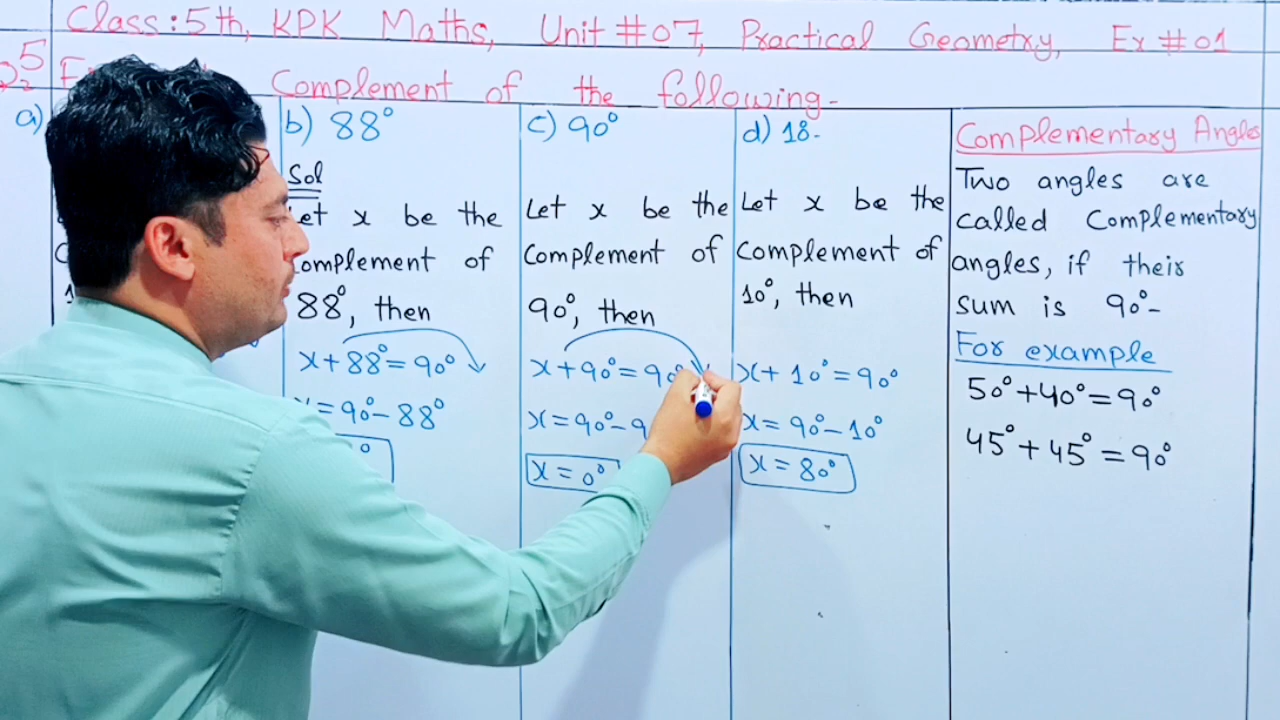 Class: 5th, KPK Maths, Unit #07, Practical Geometry, Ex #01
5
Complement of the following-
a)
b) 88°
Sol
Let x be the
Complement of
88°, then
x+88°=90°
=90°-88°
c) 90°
Let x be the
Complement of
90°, then
x+90°=90°
x=90°-9
x=0°
d) 18-
Let x be the
Complement of
10°, then
x+10°=90°
x=90°-10°
x=80°
Complementary Angles
Two angles are
called Complementary
angles, if their
sum is 90°-
For example
50°+40°=90°
45°+45°=90°